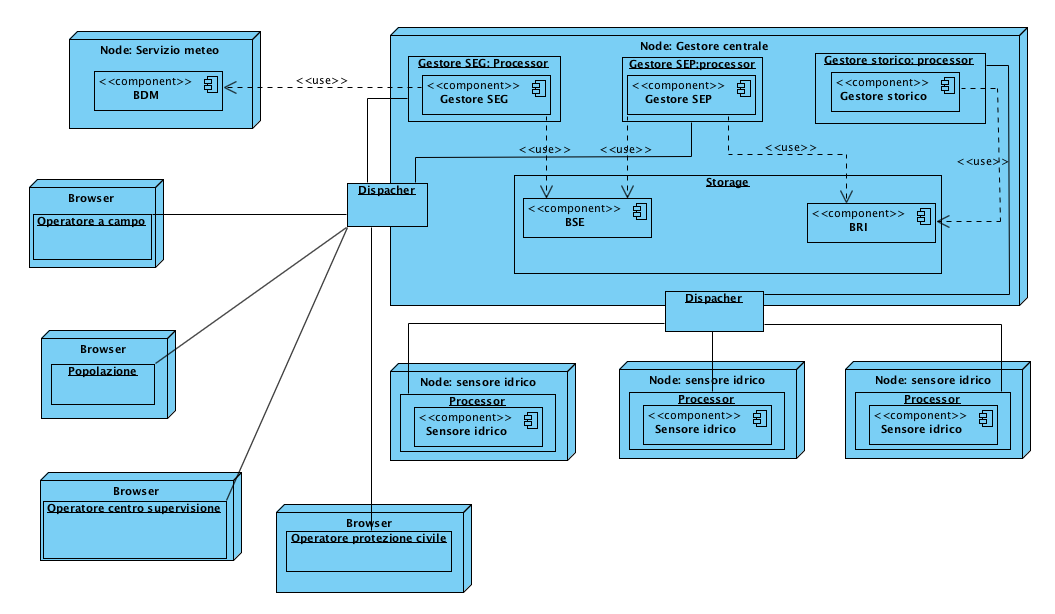 Node: Servizio meteo
<<component>>
BDM
<<use>>
Node: Gestore centrale
Gestore SEG: Processor
<<component>>
Gestore SEG
Gestore SEP:processor
<<component>>
Gestore SEP
Gestore storico: processor
<<component>>
Gestore storico
<<use>>
<<use>>
<<use>>
<<use>>
Storage
<<component>>
BSE
<<component>>
BRI
Dispacher
Browser
Operatore a campo
Dispacher
Browser
Popolazione
Node: sensore idrico
Processor
<<component>>
Sensore idrico
Node: sensore idrico
Processor
<<component>>
Sensore idrico
Node: sensore idrico
Processor
<<component>>
Sensore idrico
Browser
Operatore centro supervisione
Browser
Operatore protezione civile